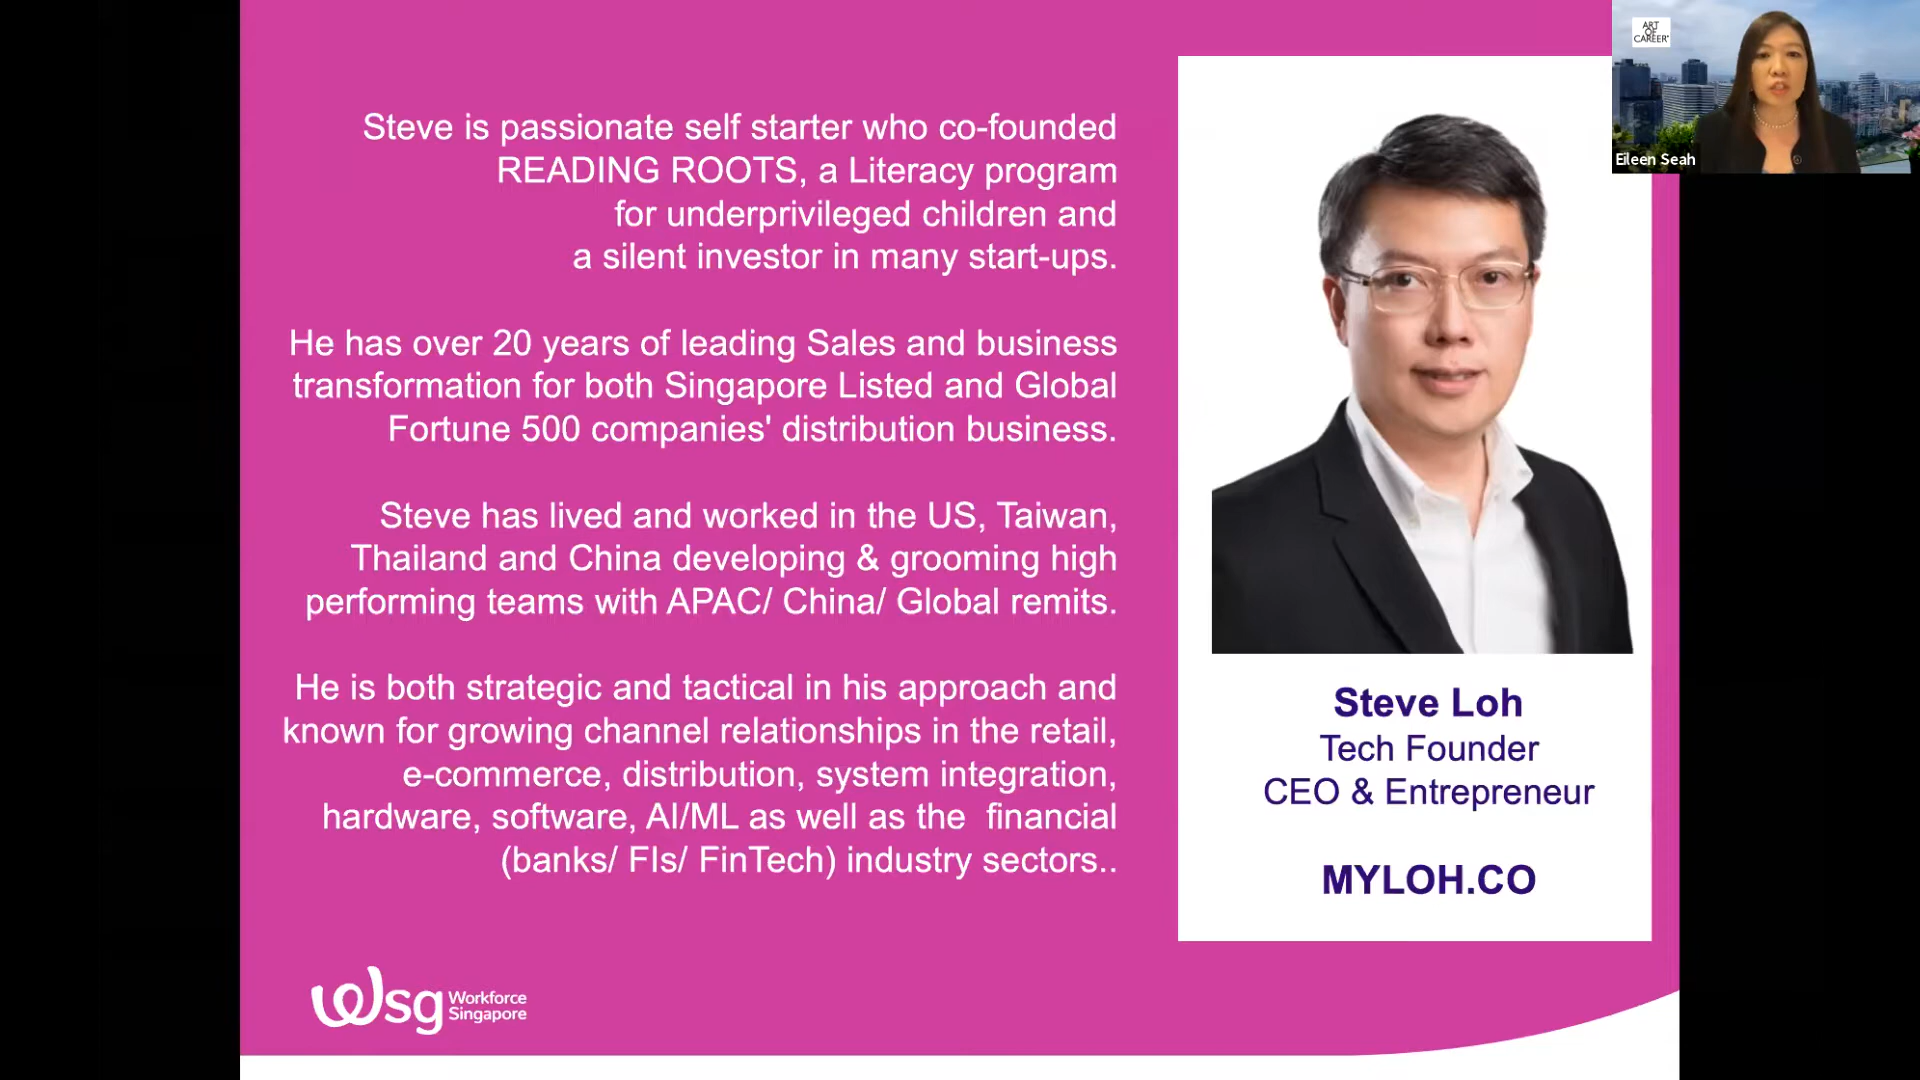 Steve is passionate self starter who co-founded
READING ROOTS, a Literacy program
for underprivileged children and
a silent investor in many start-ups.
He has over 20 years of leading Sales and business
transformation for both Singapore Listed and Global
Fortune 500 companies' distribution business.
Steve has lived and worked in the US, Taiwan,
Thailand and China developing & grooming high
performing teams with APAC/ China/ Global remits.
He is both strategic and tactical in his approach and
known for growing channel relationships in the retail,
e-commerce, distribution, system integration,
hardware, software, AI/ML as well as the  financial
(banks/ FIs/ FinTech) industry sectors..
Steve Loh
Tech Founder
CEO & Entrepreneur
MYLOH.CO
wsg
Workforce
Singapore
ART
OF
CAREER
Eileen Seah